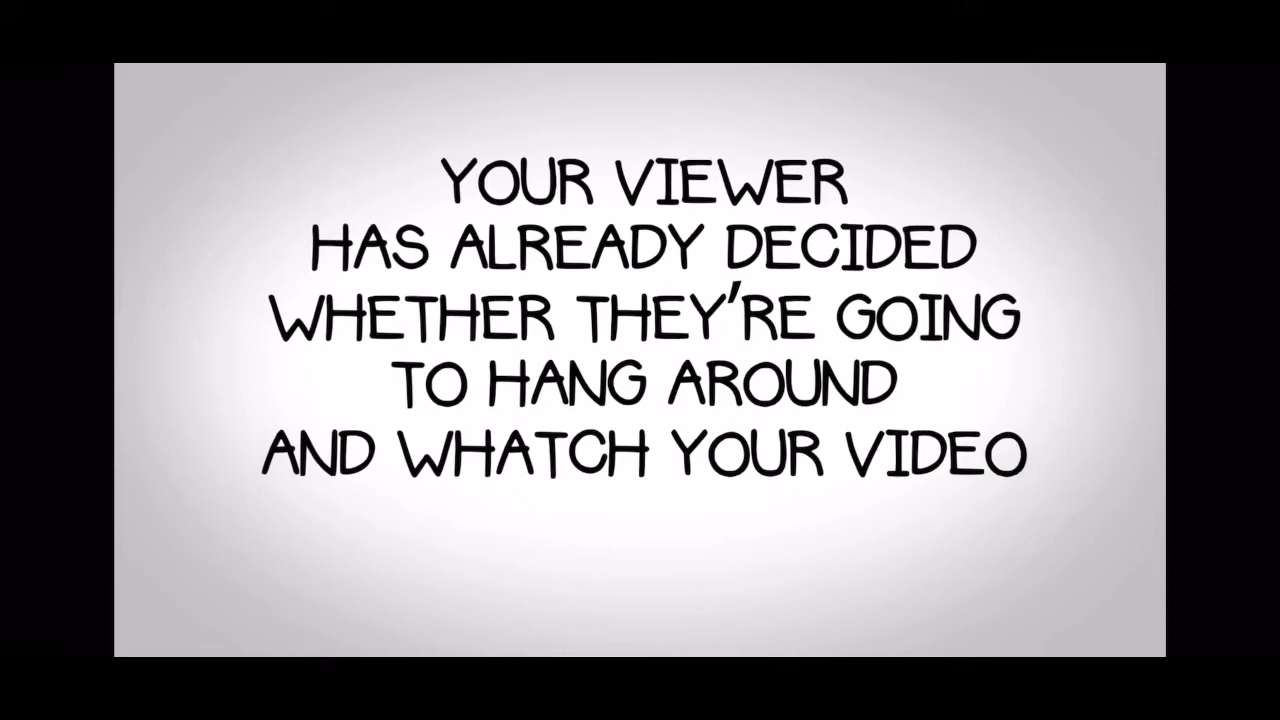 YOUR VIEWER
HAS ALREADY DECIDED
WHETHER THEY'RE GOING
TO HANG AROUND
AND WHATCH YOUR VIDEO